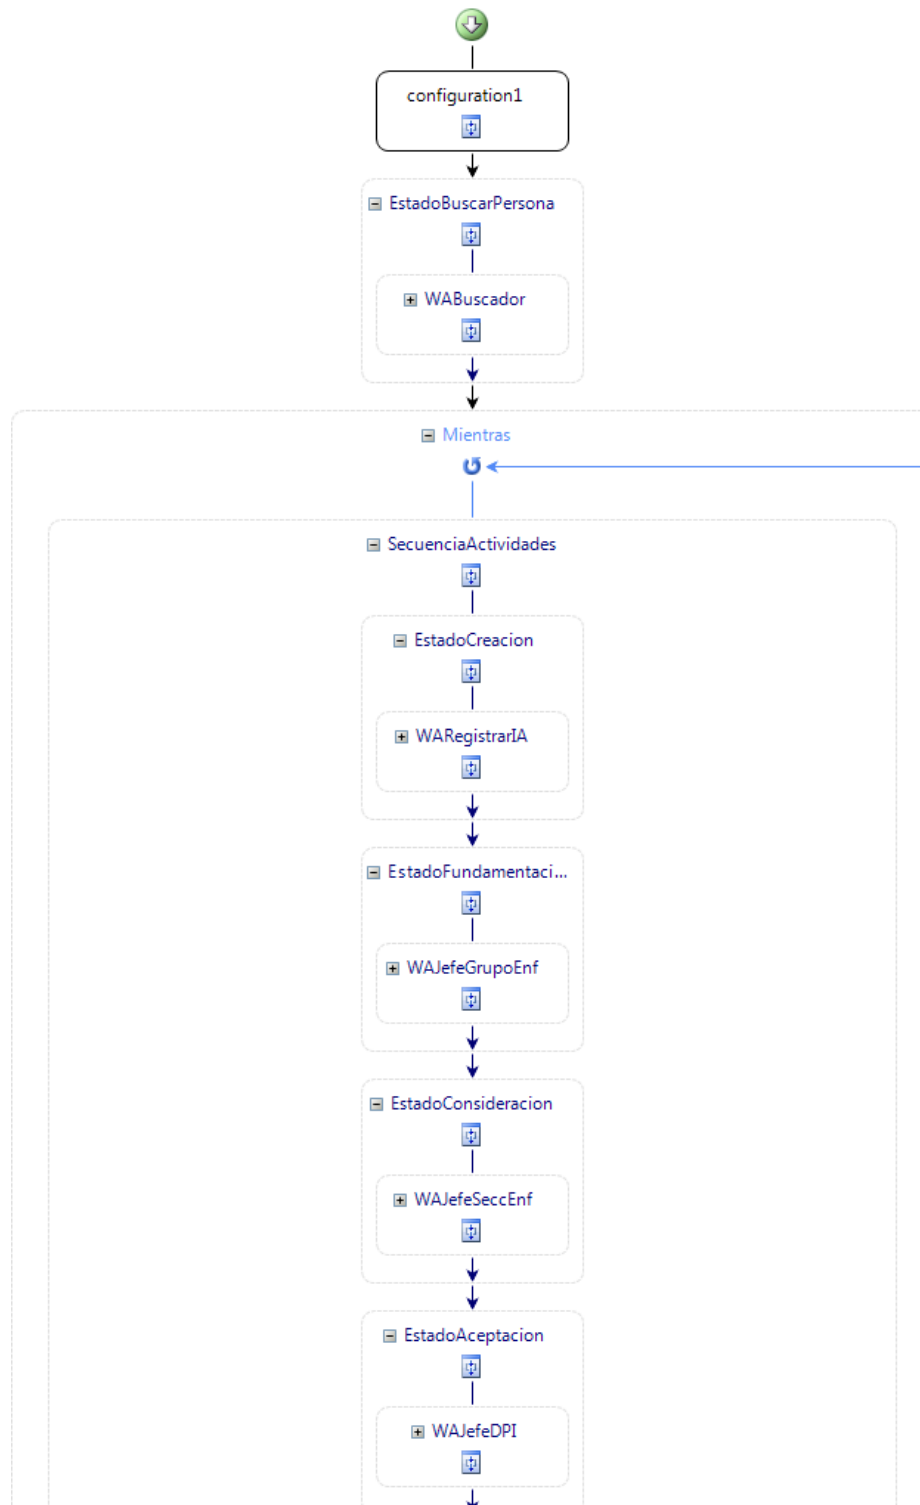 configuration1
EstadoBuscarPersona
WABuscador
Mientras
SecuenciaActividades
EstadoCreacion
WARegistrarIA
EstadoFundamentaci...
WAJefeGrupoEnf
EstadoConsideracion
WAJefeSeccEnf
EstadoAceptacion
WAJefeDPI